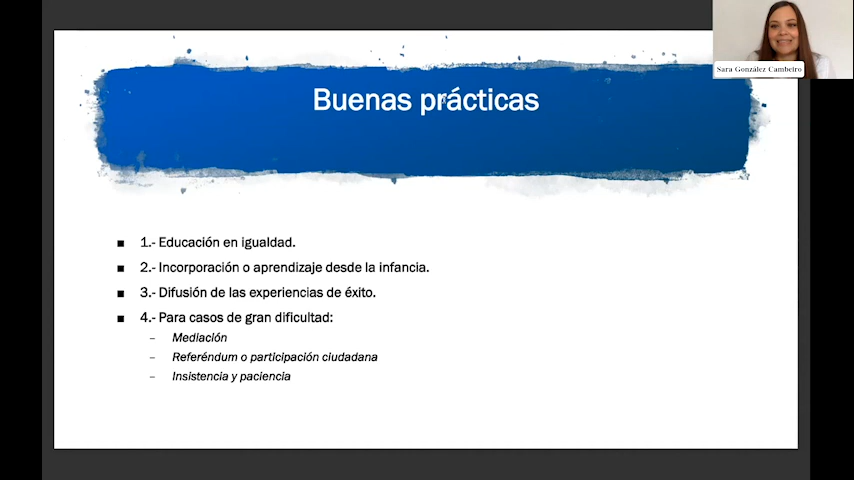 Sara González Cambeiro
Buenas prácticas
1.- Educación en igualdad.
2.- Incorporación o aprendizaje desde la infancia.
3.- Difusión de las experiencias de éxito.
4.- Para casos de gran dificultad:
– Mediación
– Referéndum o participación ciudadana
– Insistencia y paciencia